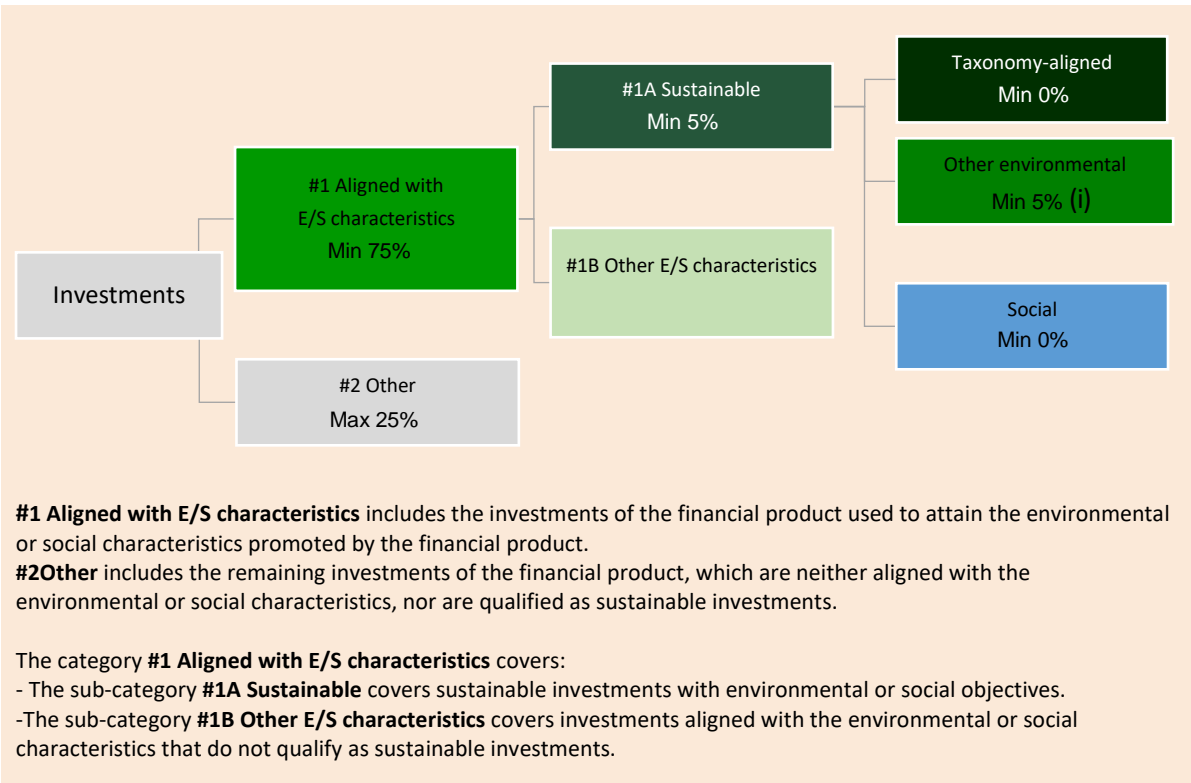 Investments
#1 Aligned with
E/S characteristics
Min 75%
#2 Other
Max 25%
#1A Sustainable
Min 5%
#1B Other E/S characteristics
Taxonomy-aligned
Min 0%
Other environmental
Min 5% (i)
Social
Min 0%
#1 Aligned with E/S characteristics includes the investments of the financial product used to attain the environmental
or social characteristics promoted by the financial product.
#2Other includes the remaining investments of the financial product, which are neither aligned with the
environmental or social characteristics, nor are qualified as sustainable investments.
The category #1 Aligned with E/S characteristics covers:
- The sub-category #1A Sustainable covers sustainable investments with environmental or social objectives.
-The sub-category #1B Other E/S characteristics covers investments aligned with the environmental or social
characteristics that do not qualify as sustainable investments.